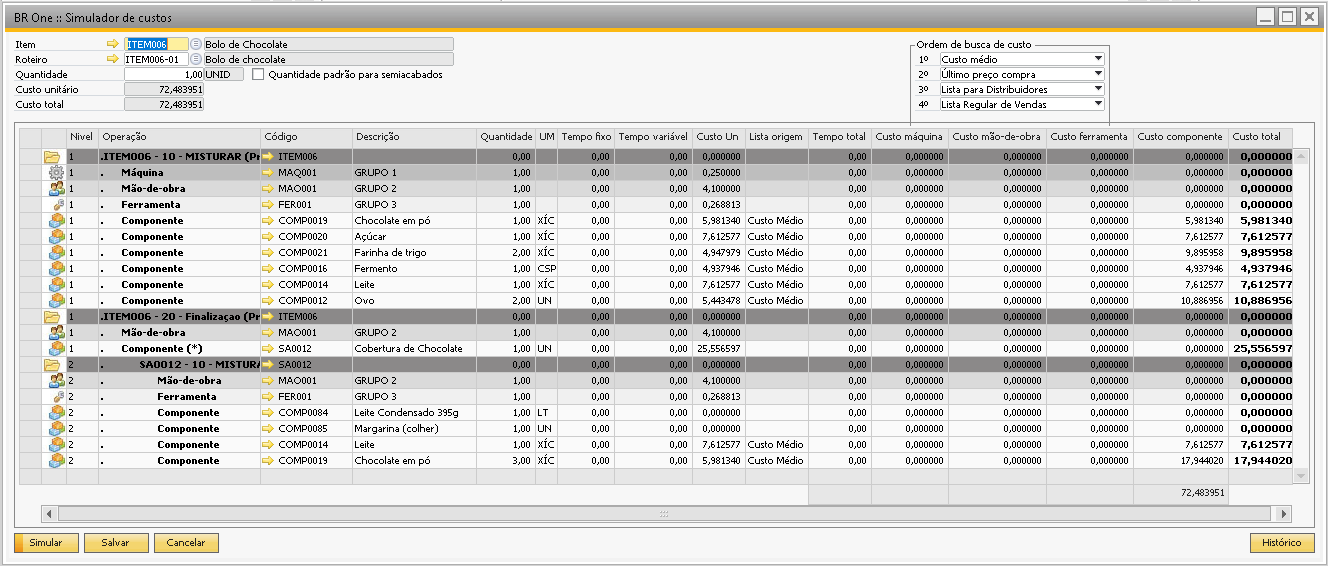 BR One :: Simulador de custos
Item ITEM006 Bolo de Chocolate
Roteiro ITEM006-01 Bolo de chocolate
Quantidade 1,00 UNID Quantidade padrão para semiacabados
Custo unitário 72,483951
Custo total 72,483951
Ordem de busca de custo
1º Custo médio
2º Último preço compra
3º Lista para Distribuidores
4º Lista Regular de Vendas
Nivel Operação Código Descrição Quantidade UM Tempo fixo Tempo variável Custo Un Lista origem Tempo total Custo máquina Custo mão-de-obra Custo ferramenta Custo componente Custo total
1 .ITEM006 - 10 - MISTURAR (Pr ITEM006 0,00 0,00 0,00 0,000000 0,00 0,000000 0,000000 0,000000 0,000000 0,000000
1 . Máquina MAQ001 GRUPO 1 1,00 0,00 0,00 0,250000 0,00 0,000000 0,000000 0,000000 0,000000 0,000000
1 . Mão-de-obra MAO001 GRUPO 2 1,00 0,00 0,00 4,100000 0,00 0,000000 0,000000 0,000000 0,000000 0,000000
1 . Ferramenta FER001 GRUPO 3 1,00 0,00 0,00 0,268813 0,00 0,000000 0,000000 0,000000 0,000000 0,000000
1 . Componente COMP0019 Chocolate em pó 1,00 XÍC 0,00 0,00 5,981340 Custo Médio 0,00 0,000000 0,000000 0,000000 5,981340 5,981340
1 . Componente COMP0020 Açúcar 1,00 XÍC 0,00 0,00 7,612577 Custo Médio 0,00 0,000000 0,000000 0,000000 7,612577 7,612577
1 . Componente COMP0021 Farinha de trigo 2,00 XÍC 0,00 0,00 4,947979 Custo Médio 0,00 0,000000 0,000000 0,000000 9,895958 9,895958
1 . Componente COMP0016 Fermento 1,00 CSP 0,00 0,00 4,937946 Custo Médio 0,00 0,000000 0,000000 0,000000 4,937946 4,937946
1 . Componente COMP0014 Leite 1,00 XÍC 0,00 0,00 7,612577 Custo Médio 0,00 0,000000 0,000000 0,000000 7,612577 7,612577
1 . Componente COMP0012 Ovo 2,00 UN 0,00 0,00 5,443478 Custo Médio 0,00 0,000000 0,000000 0,000000 10,886956 10,886956
1 .ITEM006 - 20 - Finalizaçao (Pr ITEM006 0,00 0,00 0,00 0,000000 0,00 0,000000 0,000000 0,000000 0,000000 0,000000
1 . Mão-de-obra MAO001 GRUPO 2 1,00 0,00 0,00 4,100000 0,00 0,000000 0,000000 0,000000 0,000000 0,000000
1 . Componente (*) SA0012 Cobertura de Chocolate 1,00 UN 0,00 0,00 25,556597 0,00 0,000000 0,000000 0,000000 0,000000 25,556597
2 . SA0012 - 10 - MISTURA SA0012 0,00 0,00 0,00 0,000000 0,00 0,000000 0,000000 0,000000 0,000000 0,000000
2 . Mão-de-obra MAO001 GRUPO 2 1,00 0,00 0,00 4,100000 0,00 0,000000 0,000000 0,000000 0,000000 0,000000
2 . Ferramenta FER001 GRUPO 3 1,00 0,00 0,00 0,268813 0,00 0,000000 0,000000 0,000000 0,000000 0,000000
2 . Componente COMP0084 Leite Condensado 395g 1,00 LT 0,00 0,00 0,000000 0,00 0,000000 0,000000 0,000000 0,000000 0,000000
2 . Componente COMP0085 Margarina (colher) 1,00 UN 0,00 0,00 0,000000 0,00 0,000000 0,000000 0,000000 0,000000 0,000000
2 . Componente COMP0014 Leite 1,00 XÍC 0,00 0,00 7,612577 Custo Médio 0,00 0,000000 0,000000 0,000000 7,612577 7,612577
2 . Componente COMP0019 Chocolate em pó 3,00 XÍC 0,00 0,00 5,981340 Custo Médio 0,00 0,000000 0,000000 0,000000 17,944020 17,944020
72,483951
Simular Salvar Cancelar Histórico